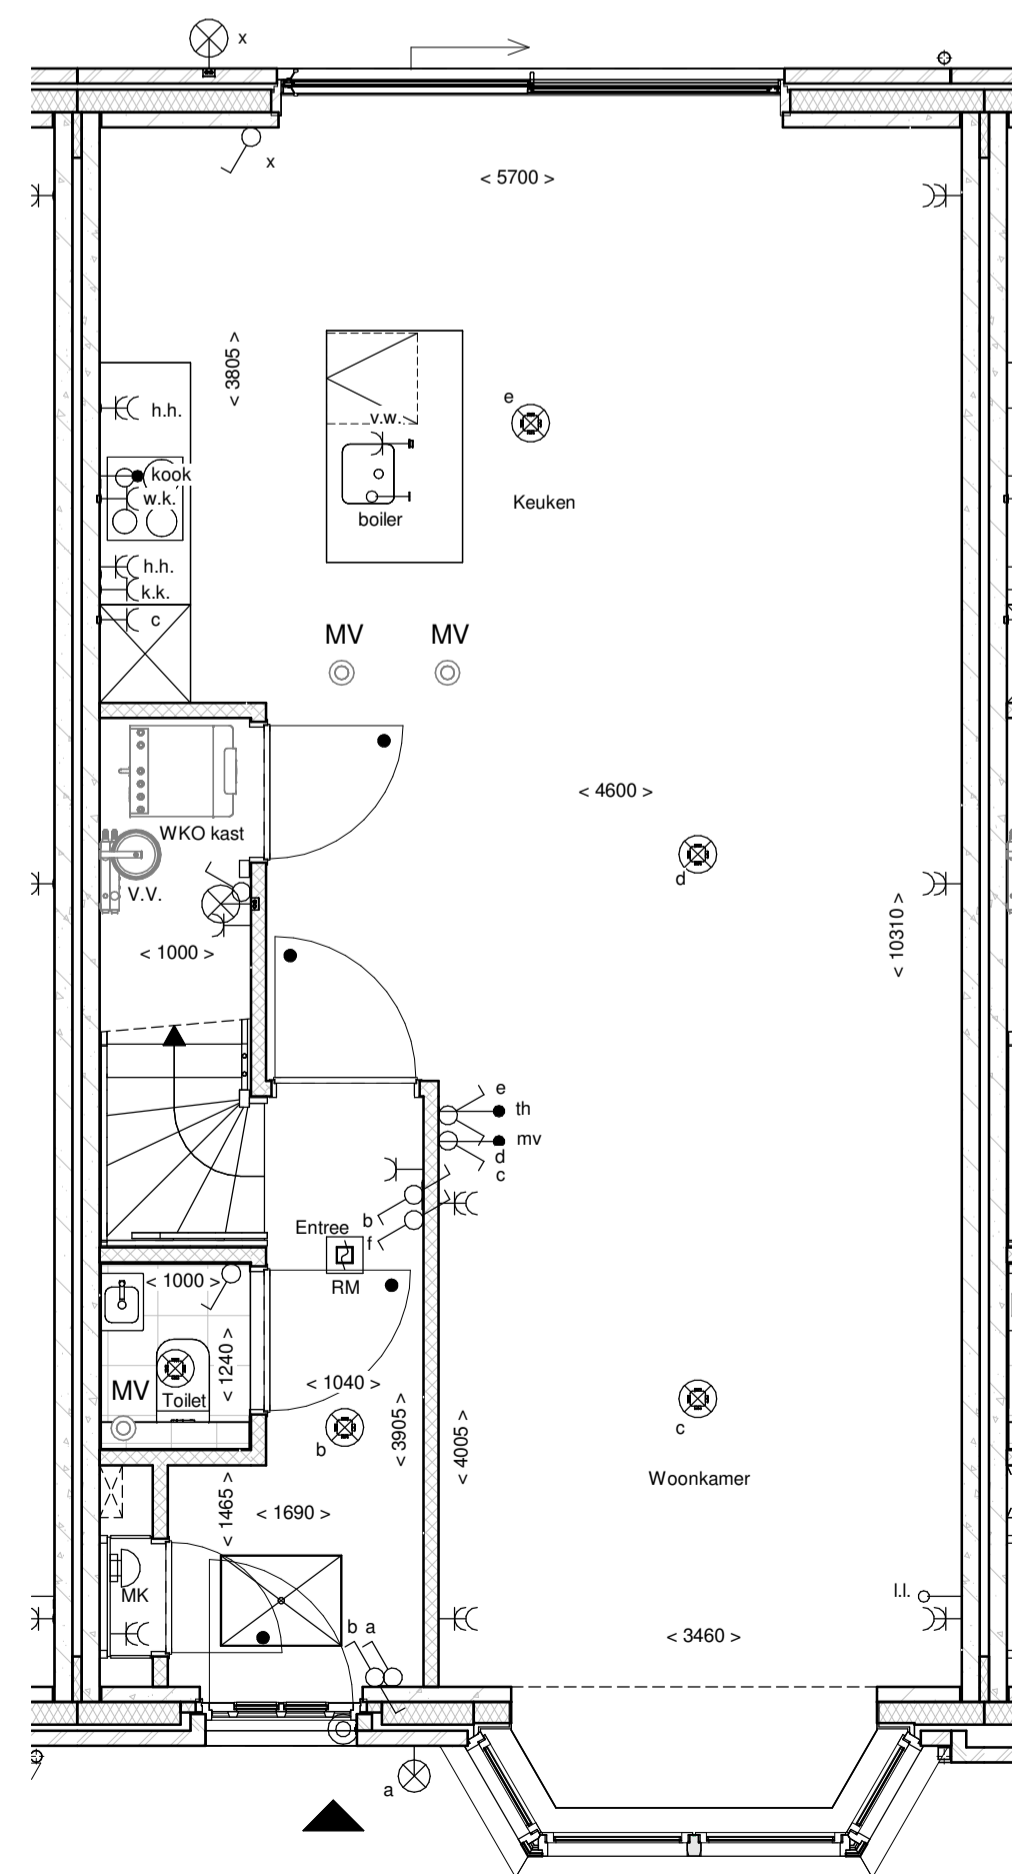 x
x
< 5700 >
< 3805 >
e
h.h.
v.w.
kook
w.k.
Keuken
boiler
h.h.
k.k.
c
MV
MV
< 4600 >
WKO kast
d
V.V.
< 10310 >
< 1000 >
e
th
mv
d
c
b
Entree
f
< 1000 >
RM
< 1240 >
< 1040 >
MV
Toilet
< 3905 >
< 4005 >
c
b
Woonkamer
< 1465 >
< 1690 >
MK
l.l.
b a
< 3460 >
a